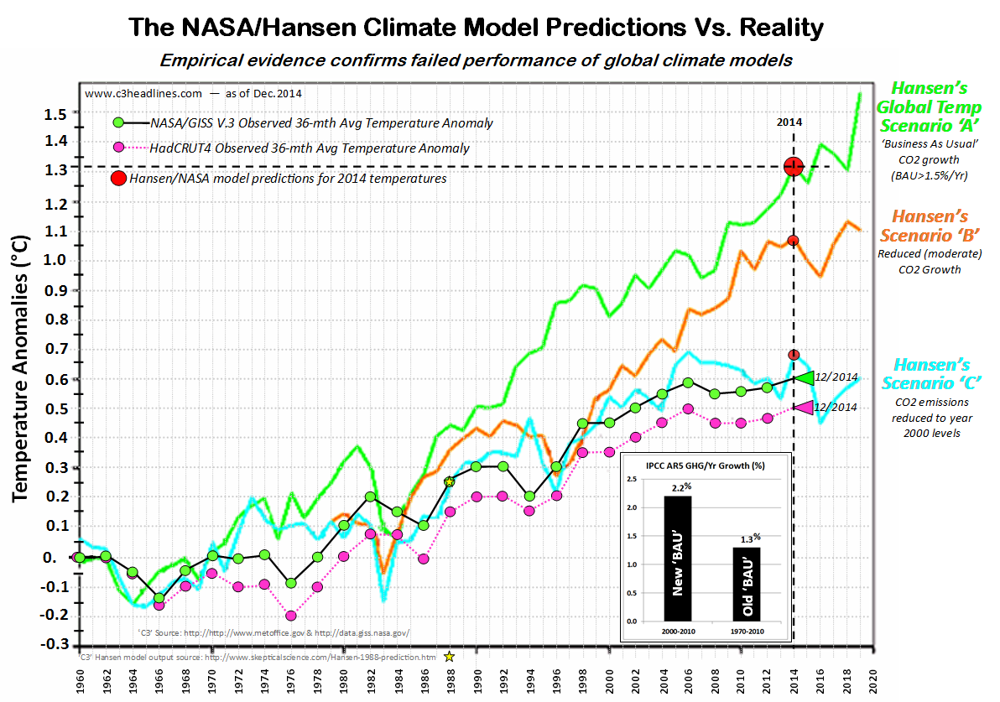 The NASA/Hansen Climate Model Predictions Vs. Reality
Empirical evidence confirms failed performance of global climate models
www.c3headlines.com — as of Dec.2014
NASA/GISS V.3 Observed 36-mth Avg Temperature Anomaly
HadCRUT4 Observed 36-mth Avg Temperature Anomaly
Hansen/NASA model predictions for 2014 temperatures
2014
Hansen's
Global Temp
Scenario 'A'
'Business As Usual'
CO2 growth
(BAU>1.5%/Yr)
Hansen's
Scenario 'B'
Reduced (moderate)
CO2 Growth
Hansen's
Scenario 'C'
CO2 emissions
reduced to year
2000 levels
12/2014
12/2014
Temperature Anomalies (°C)
1.5
1.4
1.3
1.2
1.1
1.0
0.9
0.8
0.7
0.6
0.5
0.4
0.3
0.2
0.1
0.
-0.1
-0.2
-0.3
IPCC AR5 GHG/Yr Growth (%)
2.5
2.0
1.5
1.0
0.5
0.0
2.2%
1.3%
New 'BAU'
Old 'BAU'
2000-2010
1970-2010
'C3' Source: http://http://www.metoffice.gov & http://data.giss.nasa.gov/
'C3' Hansen model output source: http://www.skepticalscience.com/Hansen-1988-prediction.htm
1960
1962
1964
1966
1968
1970
1972
1974
1976
1978
1980
1982
1984
1986
1988
1990
1992
1994
1996
1998
2000
2002
2004
2006
2008
2010
2012
2014
2016
2018
2020